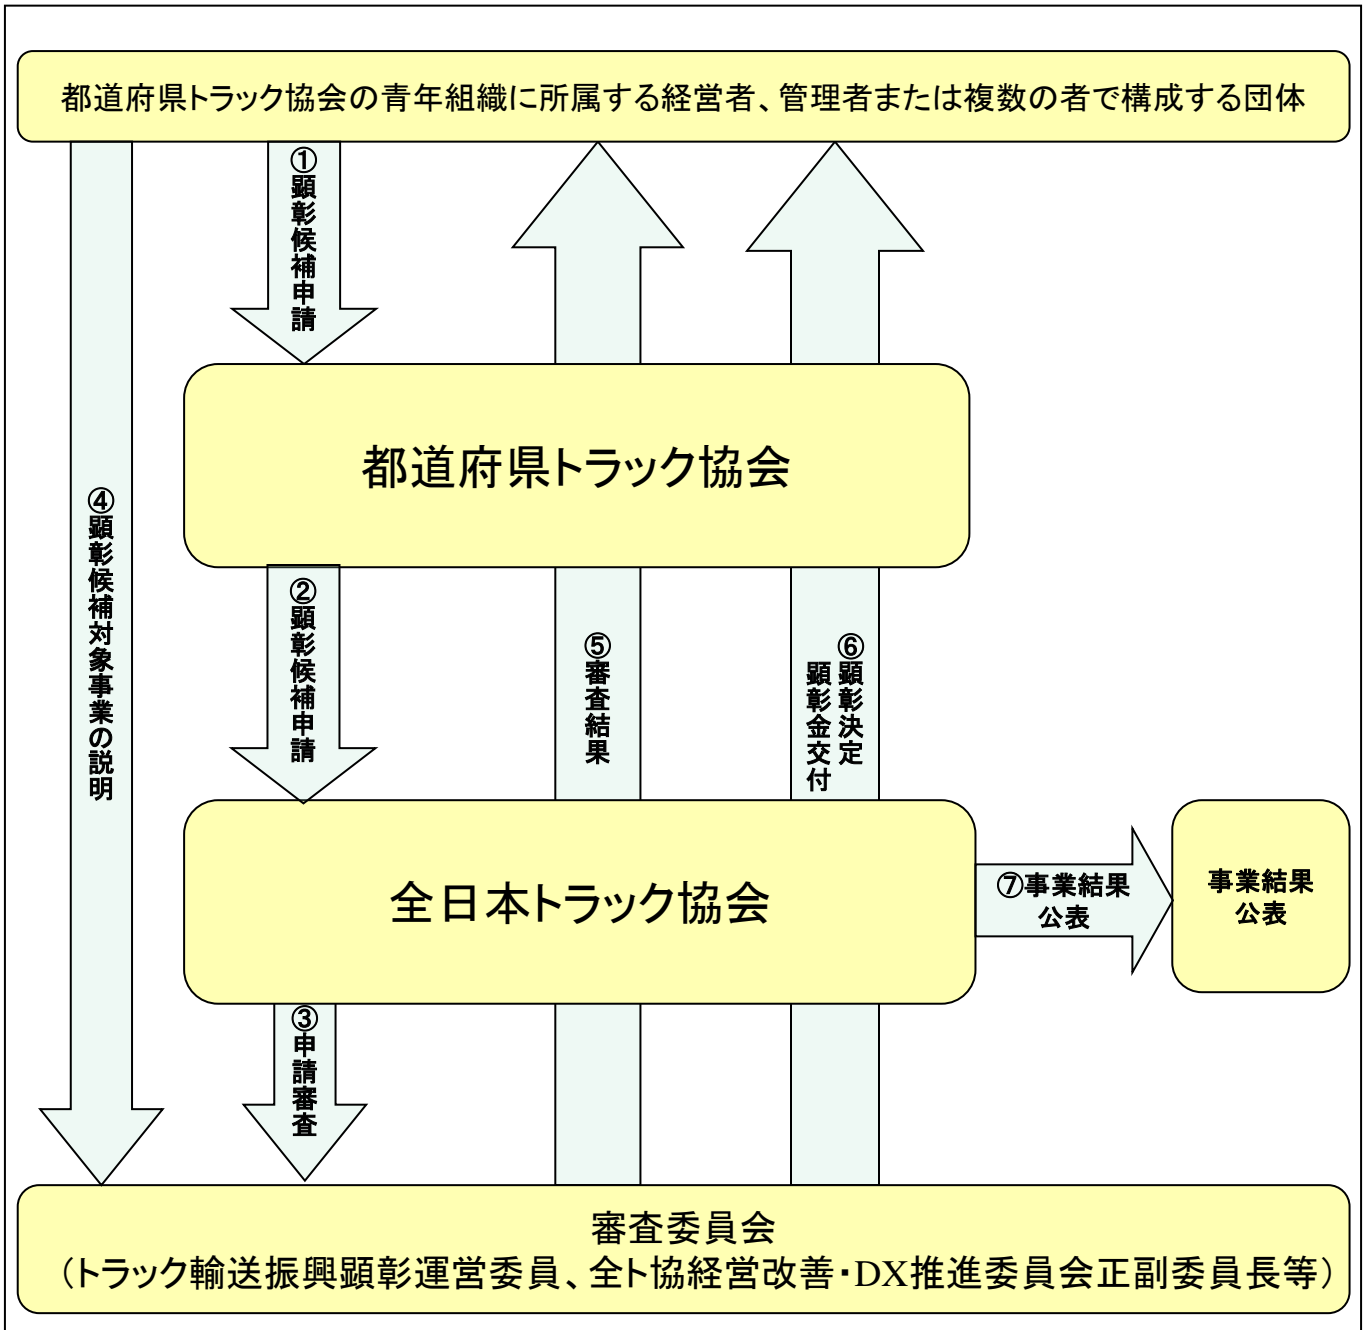 都道府県トラック協会の青年組織に所属する経営者、管理者または複数の者で構成する団体
①顕彰候補申請
都道府県トラック協会
④顕彰候補対象事業の説明
②顕彰候補申請
⑤審査結果
⑥顕彰決定
顕彰金交付
全日本トラック協会
⑦事業結果
公表
事業結果
公表
③申請審査
審査委員会
（トラック輸送振興顕彰運営委員、全ト協経営改善・DX推進委員会正副委員長等）